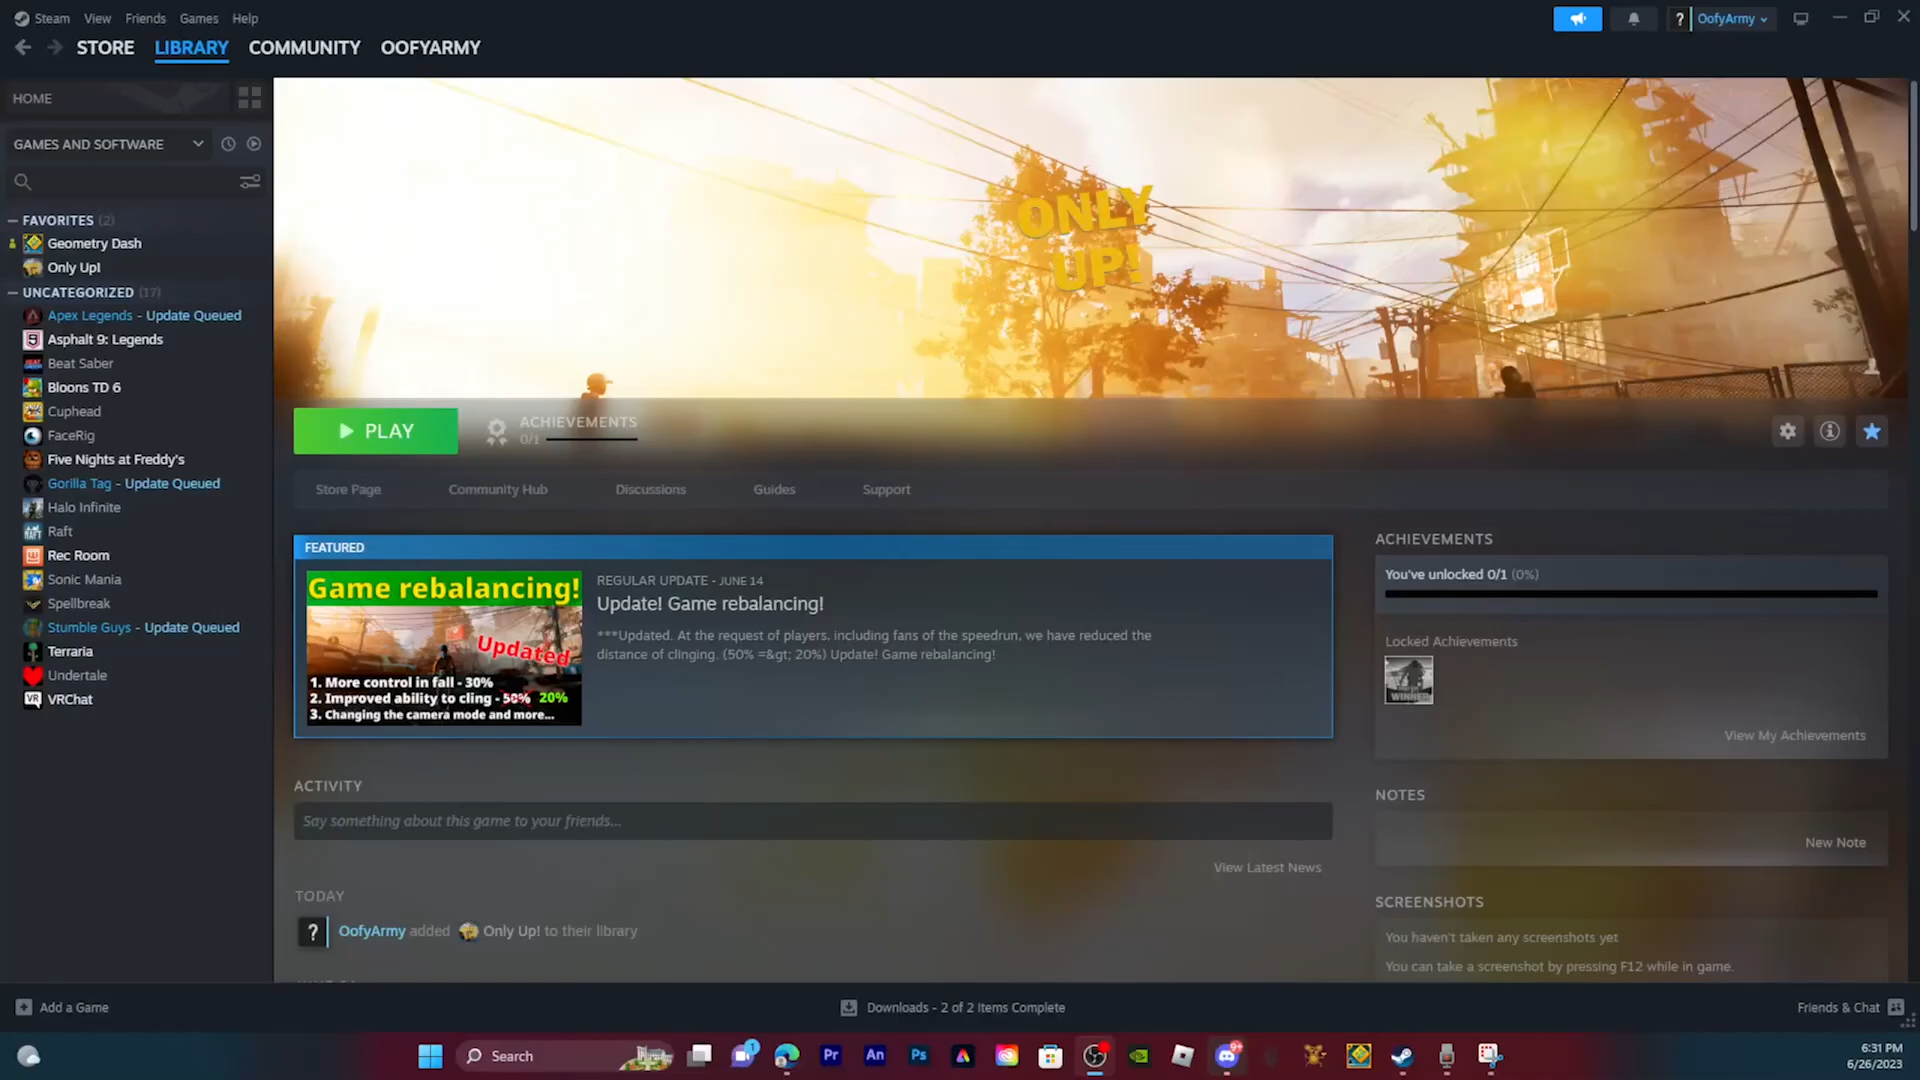 Steam View Friends Games Help
? OofyArmy
STORE LIBRARY COMMUNITY OOFYARMY
HOME
GAMES AND SOFTWARE
FAVORITES (2)
Geometry Dash
Only Up!
UNCATEGORIZED (17)
Apex Legends - Update Queued
Asphalt 9: Legends
Beat Saber
Bloons TD 6
Cuphead
FaceRig
Five Nights at Freddy's
Gorilla Tag - Update Queued
Halo Infinite
Raft
Rec Room
Sonic Mania
Spellbreak
Stumble Guys - Update Queued
Terraria
Undertale
VRChat
ONLY
UP!
PLAY
ACHIEVEMENTS
0/1
Store Page Community Hub Discussions Guides Support
FEATURED
Game rebalancing!
Updated
1. More control in fall - 30%
2. Improved ability to cling - 50% 20%
3. Changing the camera mode and more...
REGULAR UPDATE - JUNE 14
Update! Game rebalancing!
***Updated. At the request of players, including fans of the speedrun, we have reduced the
distance of clinging. (50% =&gt; 20%) Update! Game rebalancing!
ACTIVITY
Say something about this game to your friends...
View Latest News
TODAY
? OofyArmy added Only Up! to their library
ACHIEVEMENTS
You've unlocked 0/1 (0%)
Locked Achievements
WINNER
View My Achievements
NOTES
New Note
SCREENSHOTS
You haven't taken any screenshots yet
You can take a screenshot by pressing F12 while in game.
Add a Game
Downloads - 2 of 2 Items Complete
Friends & Chat
Search
1
Pr
An
Ps
9+
6:31 PM
6/26/2023